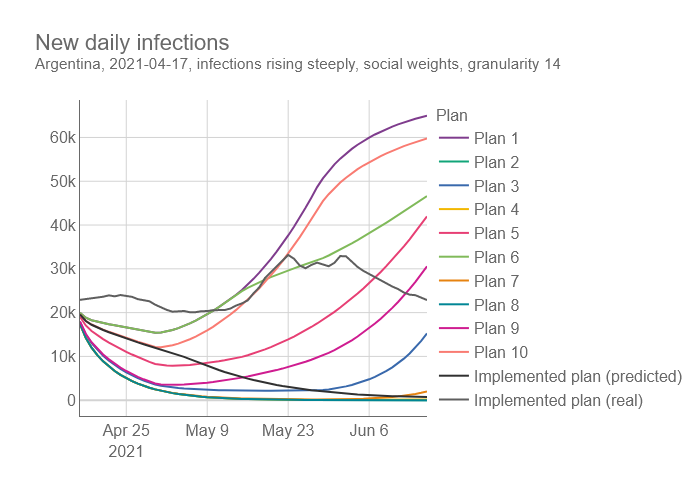 New daily infections
Argentina, 2021-04-17, infections rising steeply, social weights, granularity 14
Plan
60k
Plan 1
Plan 2
50k
Plan 3
Plan 4
40k
Plan 5
Plan 6
30k
Plan 7
20k
Plan 8
Plan 9
10k
Plan 10
Implemented plan (predicted)
0
Implemented plan (real)
Apr 25 May 9 May 23 Jun 6
2021